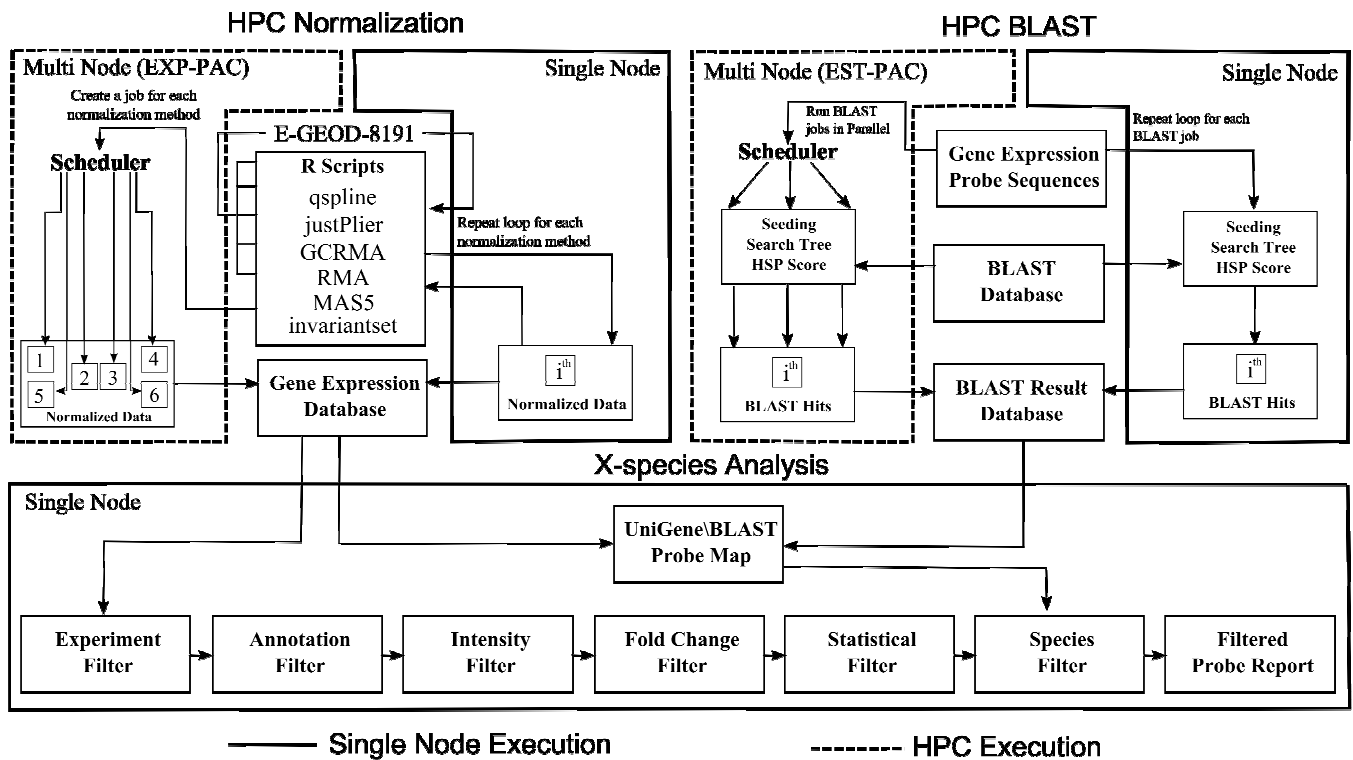 HPC Normalization
Multi Node (EXP-PAC)
Single Node
Create a job for each
normalization method
E-GEOD-8191
Scheduler
R Scripts
qspline
justPlier
GCRMA
RMA
MAS5
invariantset
Repeat loop for each
normalization method
1
2
3
4
5
6
Normalized Data
Gene Expression
Database
ith
Normalized Data
HPC BLAST
Multi Node (EST-PAC)
Single Node
Run BLAST
jobs in Parallel
Repeat loop for each
BLAST job
Scheduler
Gene Expression
Probe Sequences
Seeding
Search Tree
HSP Score
BLAST
Database
Seeding
Search Tree
HSP Score
ith
BLAST Hits
BLAST Result
Database
ith
BLAST Hits
X-species Analysis
Single Node
UniGene\BLAST
Probe Map
Experiment
Filter
Annotation
Filter
Intensity
Filter
Fold Change
Filter
Statistical
Filter
Species
Filter
Filtered
Probe Report
Single Node Execution
HPC Execution